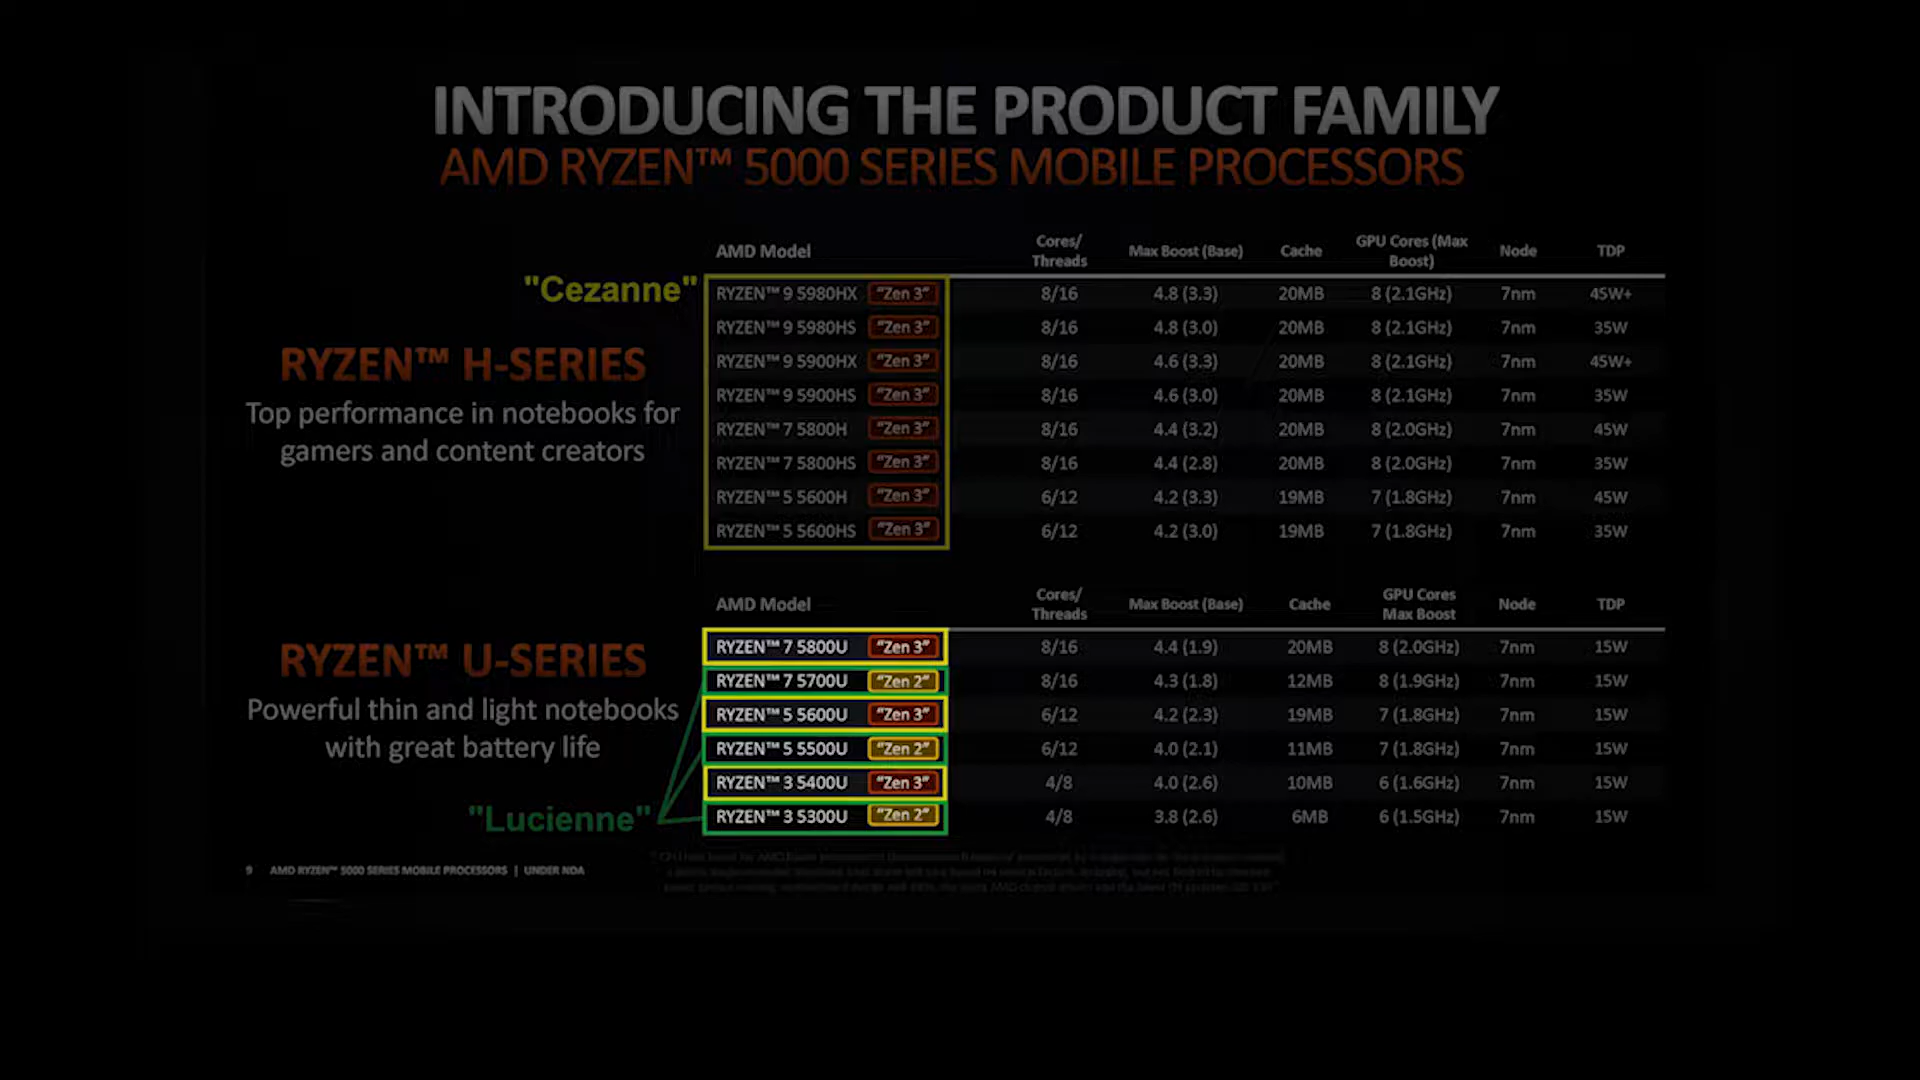 INTRODUCING THE PRODUCT FAMILY
AMD RYZEN™ 5000 SERIES MOBILE PROCESSORS
AMD Model Cores/ Threads Max Boost (Base) Cache GPU Cores (Max Boost) Node TDP
"Cezanne"
RYZEN™ 9 5980HX "Zen 3" 8/16 4.8 (3.3) 20MB 8 (2.1GHz) 7nm 45W+
RYZEN™ 9 5980HS "Zen 3" 8/16 4.8 (3.0) 20MB 8 (2.1GHz) 7nm 35W
RYZEN™ 9 5900HX "Zen 3" 8/16 4.6 (3.3) 20MB 8 (2.1GHz) 7nm 45W+
RYZEN™ 9 5900HS "Zen 3" 8/16 4.6 (3.0) 20MB 8 (2.1GHz) 7nm 35W
RYZEN™ 7 5800H "Zen 3" 8/16 4.4 (3.2) 20MB 8 (2.0GHz) 7nm 45W
RYZEN™ 7 5800HS "Zen 3" 8/16 4.4 (2.8) 20MB 8 (2.0GHz) 7nm 35W
RYZEN™ 5 5600H "Zen 3" 6/12 4.2 (3.3) 19MB 7 (1.8GHz) 7nm 45W
RYZEN™ 5 5600HS "Zen 3" 6/12 4.2 (3.0) 19MB 7 (1.8GHz) 7nm 35W
RYZEN™ H-SERIES
Top performance in notebooks for
gamers and content creators
AMD Model Cores/ Threads Max Boost (Base) Cache GPU Cores Max Boost Node TDP
RYZEN™ 7 5800U "Zen 3" 8/16 4.4 (1.9) 20MB 8 (2.0GHz) 7nm 15W
RYZEN™ 7 5700U "Zen 2" 8/16 4.3 (1.8) 12MB 8 (1.9GHz) 7nm 15W
RYZEN™ 5 5600U "Zen 3" 6/12 4.2 (2.3) 19MB 7 (1.8GHz) 7nm 15W
RYZEN™ 5 5500U "Zen 2" 6/12 4.0 (2.1) 11MB 7 (1.8GHz) 7nm 15W
RYZEN™ 3 5400U "Zen 3" 4/8 4.0 (2.6) 10MB 6 (1.6GHz) 7nm 15W
RYZEN™ 3 5300U "Zen 2" 4/8 3.8 (2.6) 6MB 6 (1.5GHz) 7nm 15W
RYZEN™ U-SERIES
Powerful thin and light notebooks
with great battery life
"Lucienne"
9 AMD RYZEN™ 5000 SERIES MOBILE PROCESSORS | UNDER NDA